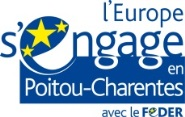 l'Europe
s'engage
en
Poitou-Charentes
avec le FEDER